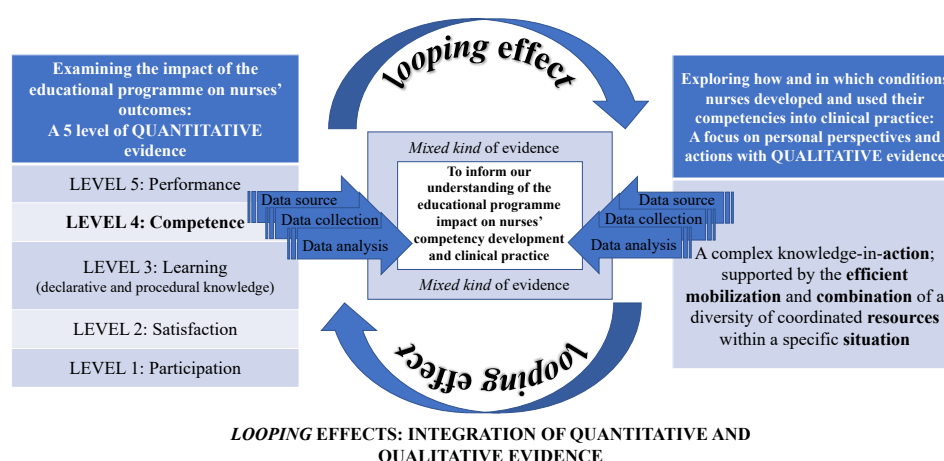 looping effect
Examining the impact of the
educational programme on nurses'
outcomes:
A 5 level of QUANTITATIVE
evidence
LEVEL 5: Performance
LEVEL 4: Competence
LEVEL 3: Learning
(declarative and procedural knowledge)
LEVEL 2: Satisfaction
LEVEL 1: Participation
Data source
Data collection
Data analysis
Mixed kind of evidence
To inform our
understanding of the
educational programme
impact on nurses'
competency development
and clinical practice
Mixed kind of evidence
Data source
Data collection
Data analysis
Exploring how and in which conditions
nurses developed and used their
competencies into clinical practice:
A focus on personal perspectives and
actions with QUALITATIVE evidence
A complex knowledge-in-action;
supported by the efficient
mobilization and combination of a
diversity of coordinated resources
within a specific situation
looping effect
LOOPING EFFECTS: INTEGRATION OF QUANTITATIVE AND
QUALITATIVE EVIDENCE